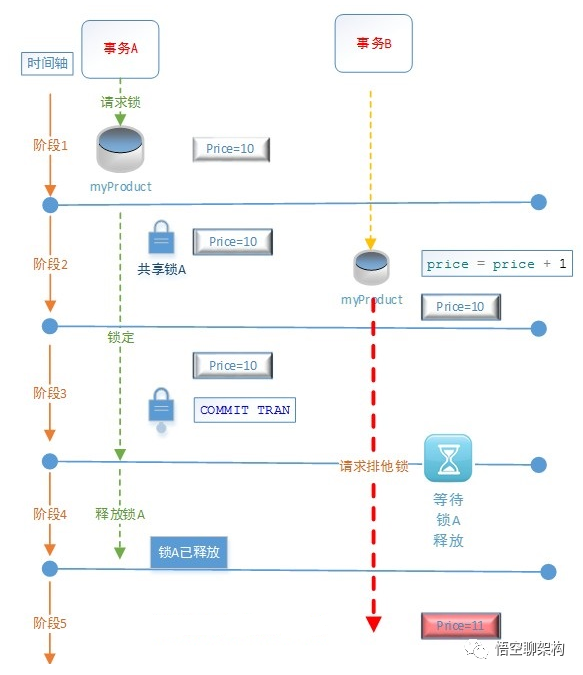 事务A
事务B
时间轴
请求锁
阶段1
Price=10
myProduct
阶段2
Price=10
共享锁A
price = price + 1
myProduct
Price=10
锁定
阶段3
Price=10
COMMIT TRAN
请求排他锁
等待
锁A
释放
阶段4
释放锁A
锁A已释放
阶段5
Price=11
悟空聊架构